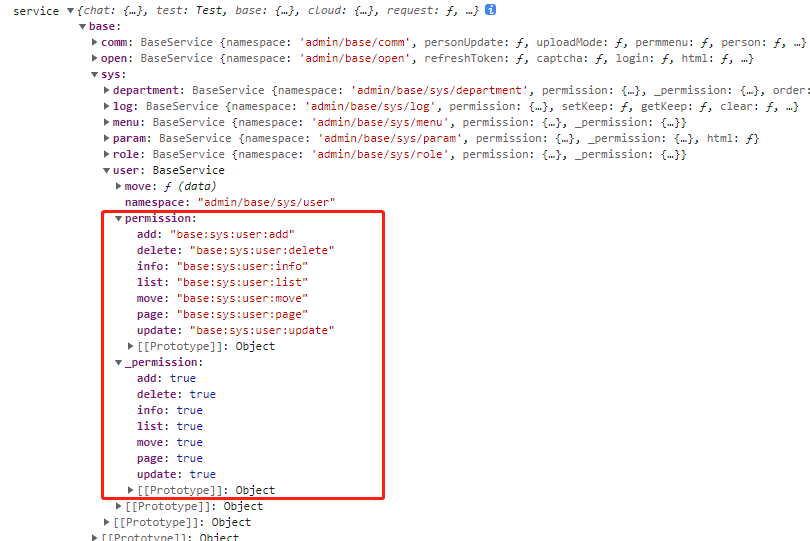 service ▼{chat: {…}, test: Test, base: {…}, cloud: {…}, request: ƒ, …} i
▼base:
▶comm: BaseService {namespace: 'admin/base/comm', personUpdate: ƒ, uploadMode: ƒ, permmenu: ƒ, person: ƒ, …}
▶open: BaseService {namespace: 'admin/base/open', refreshToken: ƒ, captcha: ƒ, login: ƒ, html: ƒ, …}
▼sys:
▶department: BaseService {namespace: 'admin/base/sys/department', permission: {…}, _permission: {…}, order:
▶log: BaseService {namespace: 'admin/base/sys/log', permission: {…}, setKeep: ƒ, getKeep: ƒ, clear: ƒ, …}
▶menu: BaseService {namespace: 'admin/base/sys/menu', permission: {…}, _permission: {…}}
▶param: BaseService {namespace: 'admin/base/sys/param', permission: {…}, _permission: {…}, html: ƒ}
▶role: BaseService {namespace: 'admin/base/sys/role', permission: {…}, _permission: {…}}
▼user: BaseService
▶move: ƒ (data)
namespace: "admin/base/sys/user"
▼permission:
add: "base:sys:user:add"
delete: "base:sys:user:delete"
info: "base:sys:user:info"
list: "base:sys:user:list"
move: "base:sys:user:move"
page: "base:sys:user:page"
update: "base:sys:user:update"
▶[[Prototype]]: Object
▼_permission:
add: true
delete: true
info: true
list: true
move: true
page: true
update: true
▶[[Prototype]]: Object
▶[[Prototype]]: Object
▶[[Prototype]]: Object
▶[[Prototype]]: Object